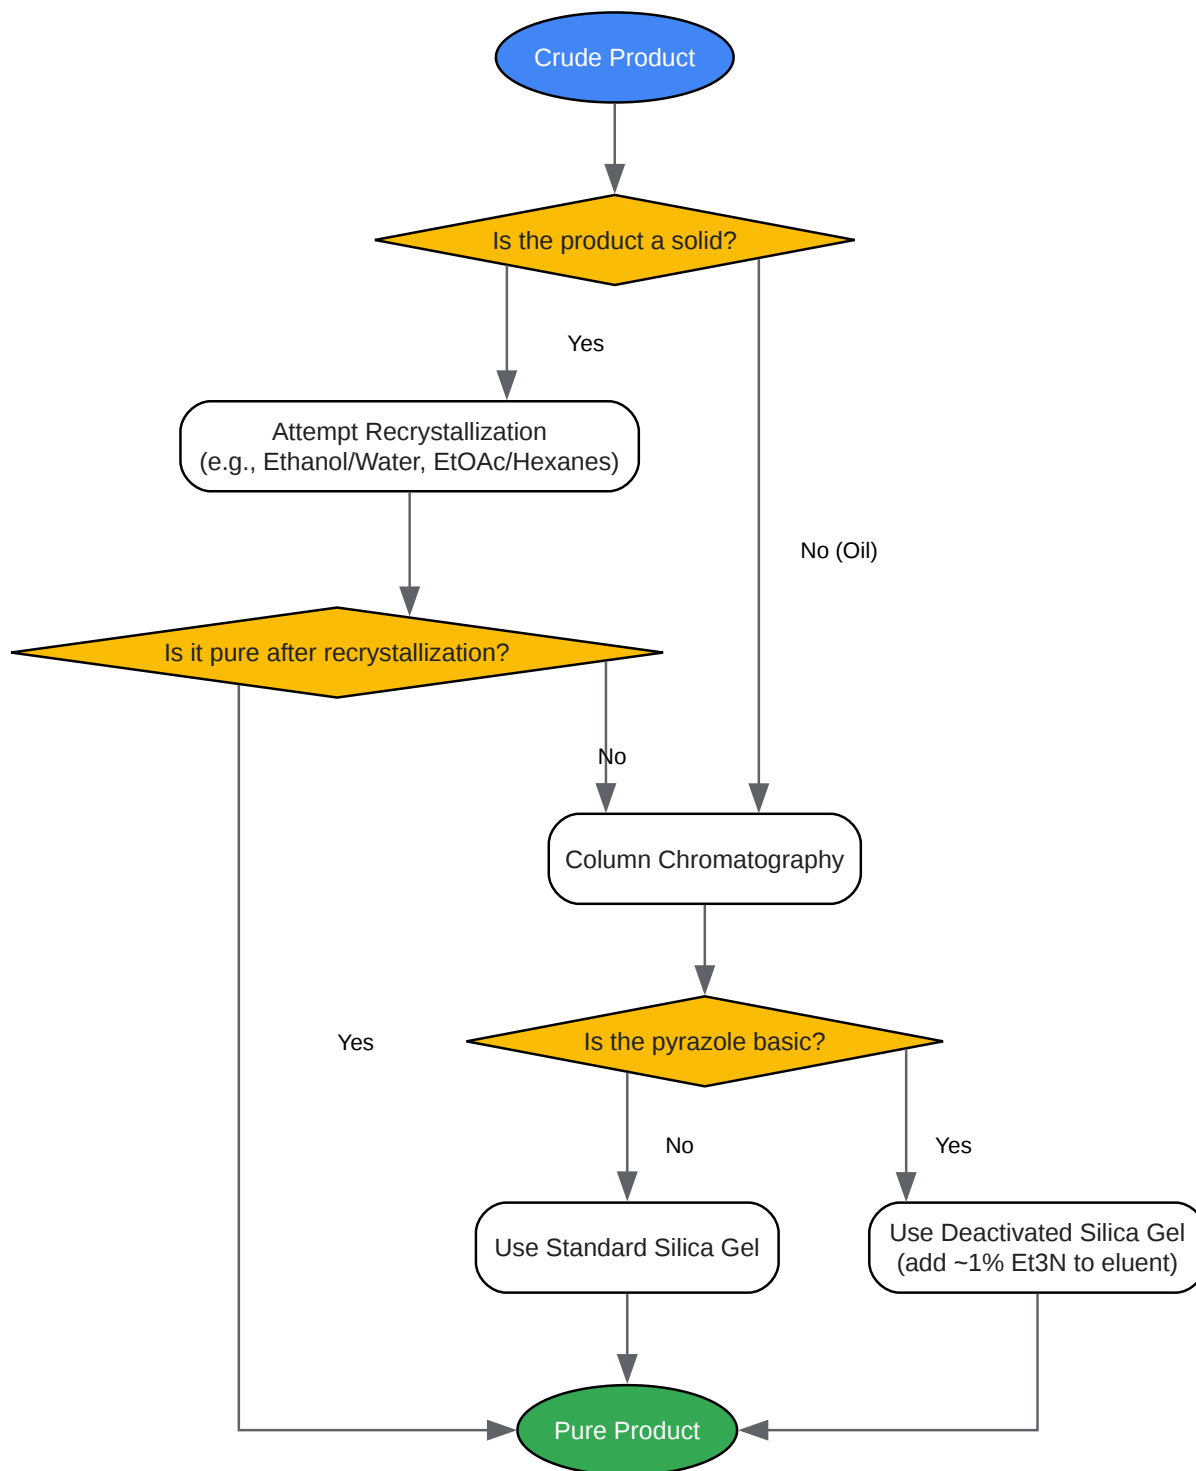 Crude Product
Is the product a solid?
Yes
Attempt Recrystallization
(e.g., Ethanol/Water, EtOAc/Hexanes)
No (Oil)
Is it pure after recrystallization?
No
Column Chromatography
Yes
Is the pyrazole basic?
No
Yes
Use Standard Silica Gel
Use Deactivated Silica Gel
(add ~1% Et3N to eluent)
Pure Product